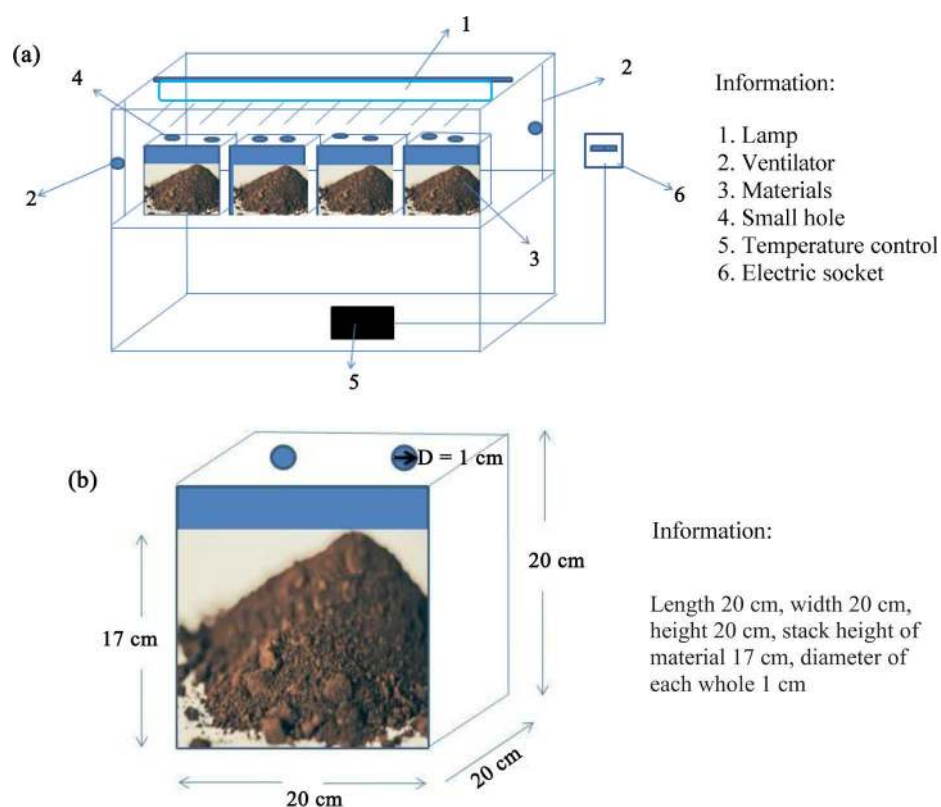 (a)
1
4
2
2
3
6
5
Information:
1. Lamp
2. Ventilator
3. Materials
4. Small hole
5. Temperature control
6. Electric socket
(b)
D = 1 cm
17 cm
20 cm
20 cm
20 cm
Information:
Length 20 cm, width 20 cm,
height 20 cm, stack height of
material 17 cm, diameter of
each whole 1 cm